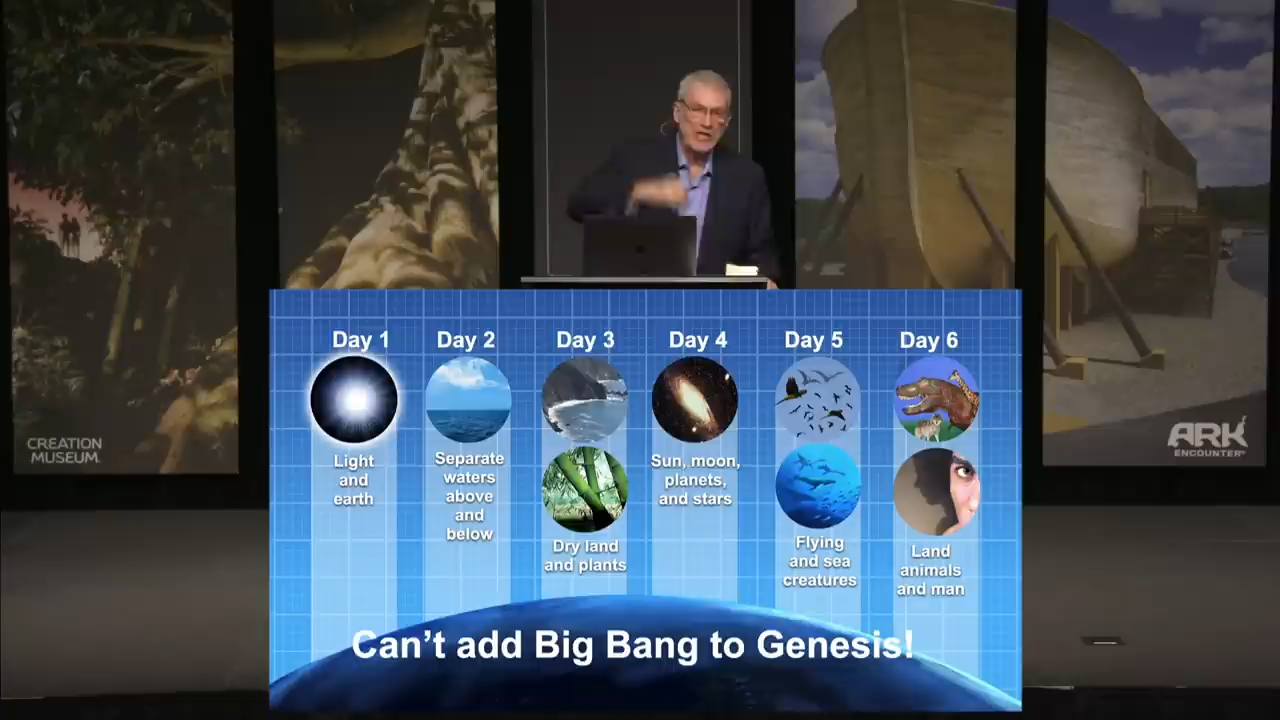 CREATION
MUSEUM
ARK
ENCOUNTER
Day 1
Day 2
Day 3
Day 4
Day 5
Day 6
Light
and
earth
Separate
waters
above
and
below
Dry land
and plants
Sun, moon,
planets,
and stars
Flying
and sea
creatures
Land
animals
and man
Can't add Big Bang to Genesis!